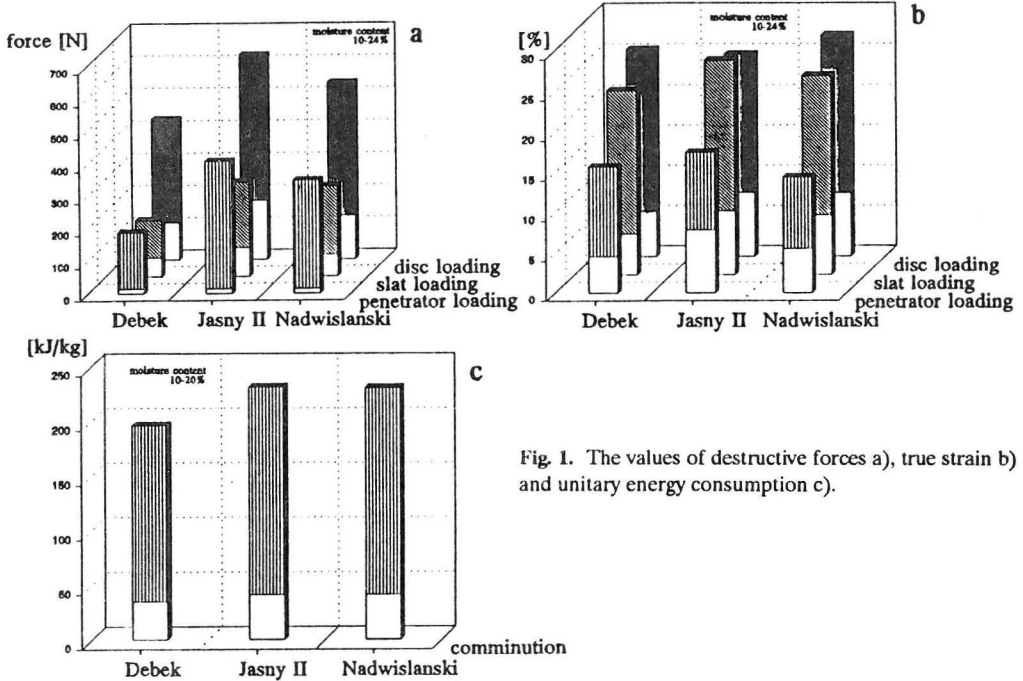 force [N]
moisture content
10-24%
a
700
600
500
400
300
200
100
0
disc loading
slat loading
penetrator loading
Debek Jasny II Nadwislanski
[%]
moisture content
10-24%
b
30
25
20
15
10
5
0
disc loading
slat loading
penetrator loading
Debek Jasny II Nadwislanski
[kJ/kg]
moisture content
10-20%
c
250
200
150
100
50
0
comminution
Debek Jasny II Nadwislanski
Fig. 1. The values of destructive forces a), true strain b)
and unitary energy consumption c).